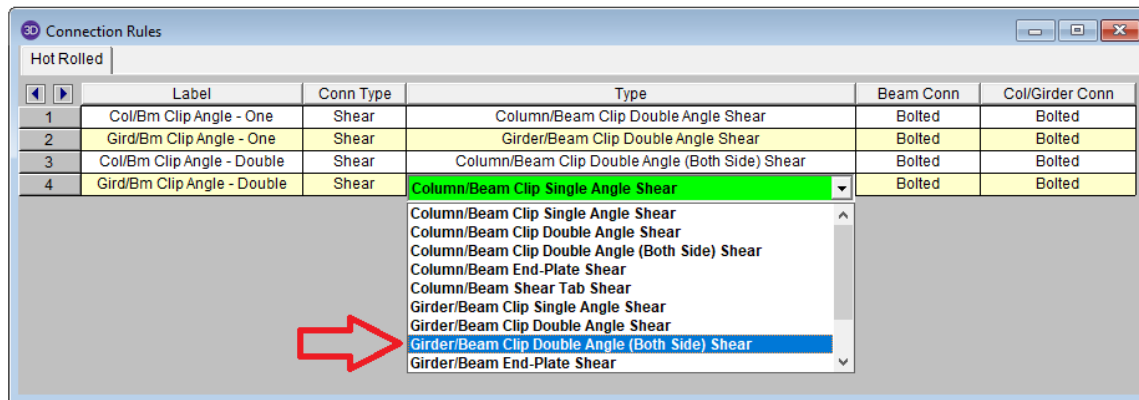 3D Connection Rules
Hot Rolled
Label Conn Type Type Beam Conn Col/Girder Conn
1 Col/Bm Clip Angle - One Shear Column/Beam Clip Double Angle Shear Bolted Bolted
2 Gird/Bm Clip Angle - One Shear Girder/Beam Clip Double Angle Shear Bolted Bolted
3 Col/Bm Clip Angle - Double Shear Column/Beam Clip Double Angle (Both Side) Shear Bolted Bolted
4 Gird/Bm Clip Angle - Double Shear Column/Beam Clip Single Angle Shear Bolted Bolted
Column/Beam Clip Single Angle Shear
Column/Beam Clip Double Angle Shear
Column/Beam Clip Double Angle (Both Side) Shear
Column/Beam End-Plate Shear
Column/Beam Shear Tab Shear
Girder/Beam Clip Single Angle Shear
Girder/Beam Clip Double Angle Shear
Girder/Beam Clip Double Angle (Both Side) Shear
Girder/Beam End-Plate Shear